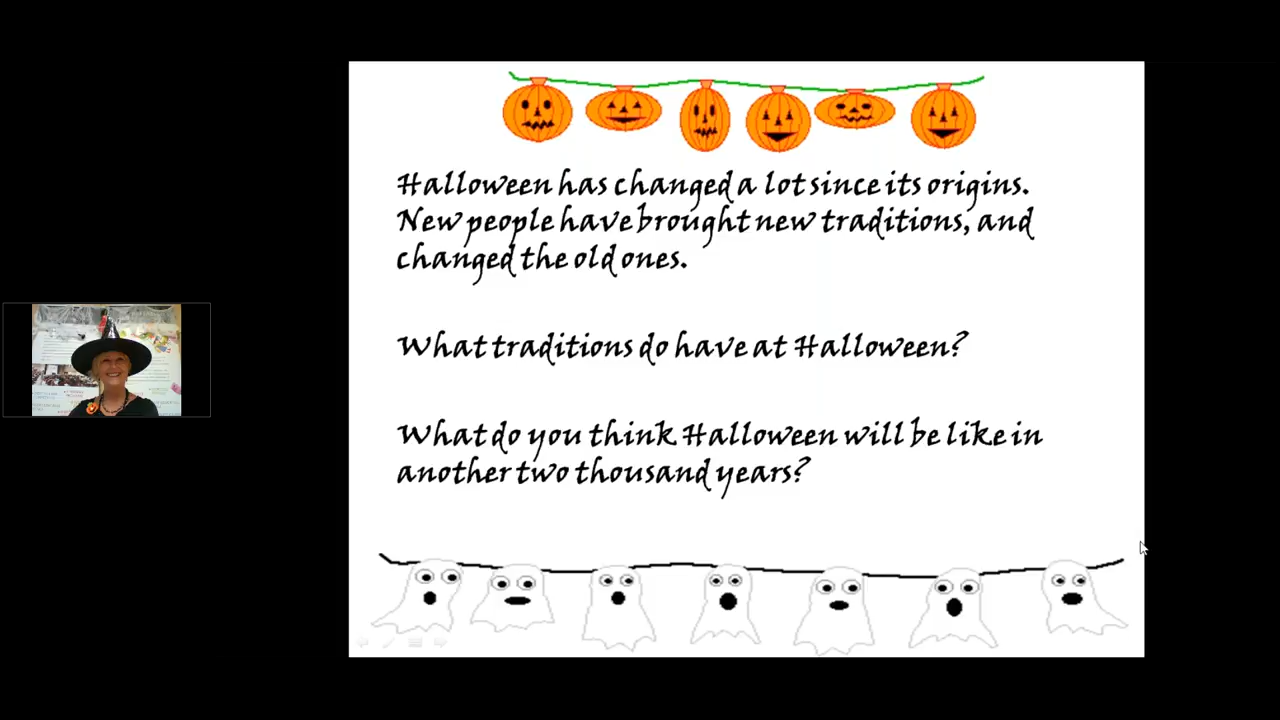 Halloween has changed a lot since its origins.
New people have brought new traditions, and
changed the old ones.
What traditions do have at Halloween?
What do you think Halloween will be like in
another two thousand years?